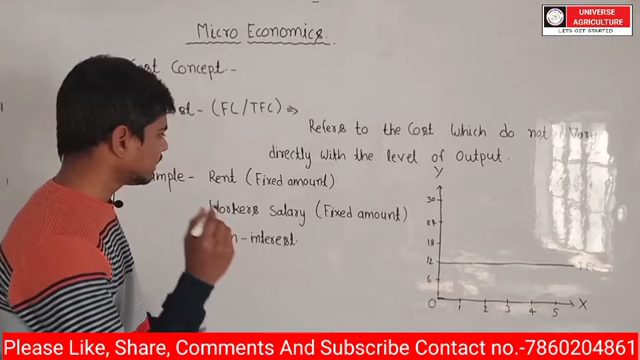 UNIVERSE
AGRICULTURE
LETS GET STARTED
Micro Economics.
Cost Concept -
(FC/TFC) ⇒
Refers to the Cost which do not Vary
directly with the level of Output.
Rent (Fixed amount)
Workers Salary (Fixed amount)
- interest.
Y
30
24
18
12
6
O 1 2 3 4 5 X
Please Like, Share, Comments And Subscribe Contact no.-7860204861